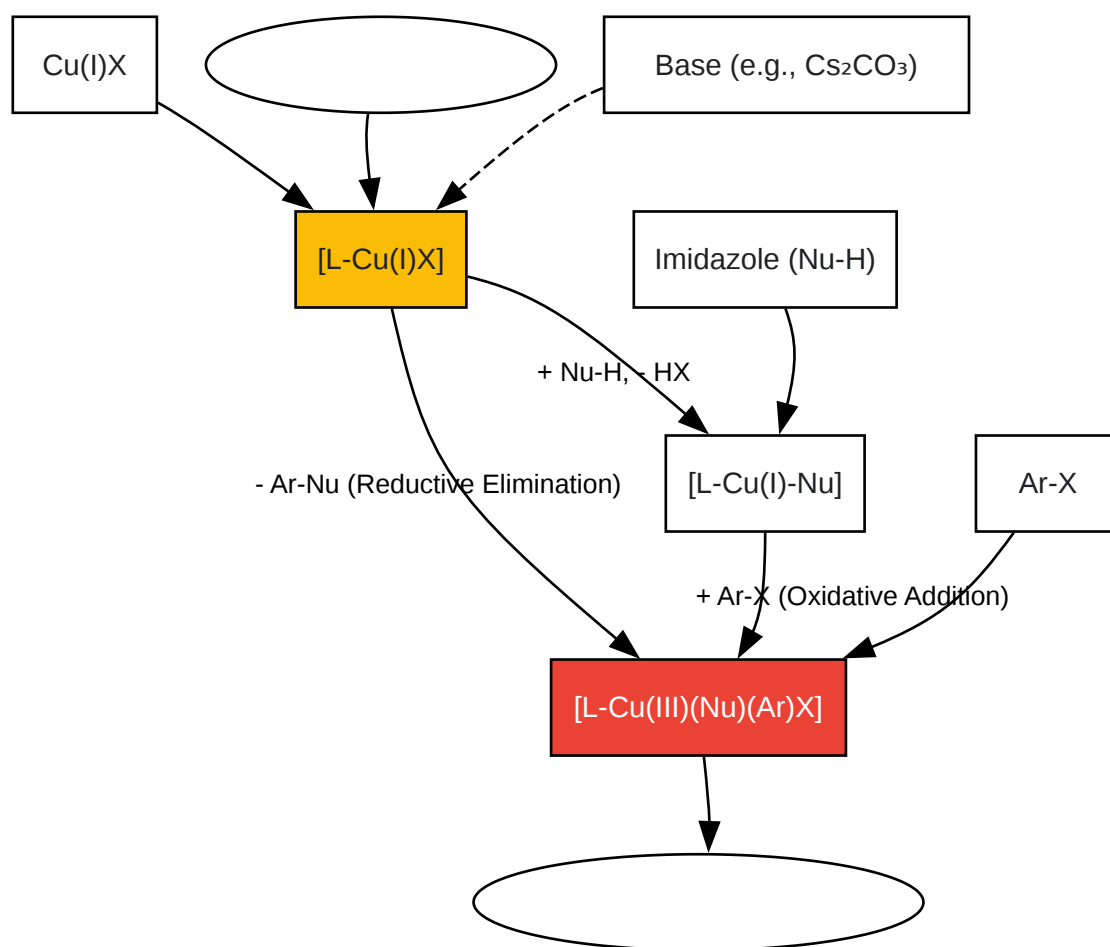 Cu(I)X
Base (e.g., Cs₂CO₃)
[L-Cu(I)X]
Imidazole (Nu-H)
+ Nu-H, - HX
- Ar-Nu (Reductive Elimination)
[L-Cu(I)-Nu]
Ar-X
+ Ar-X (Oxidative Addition)
[L-Cu(III)(Nu)(Ar)X]